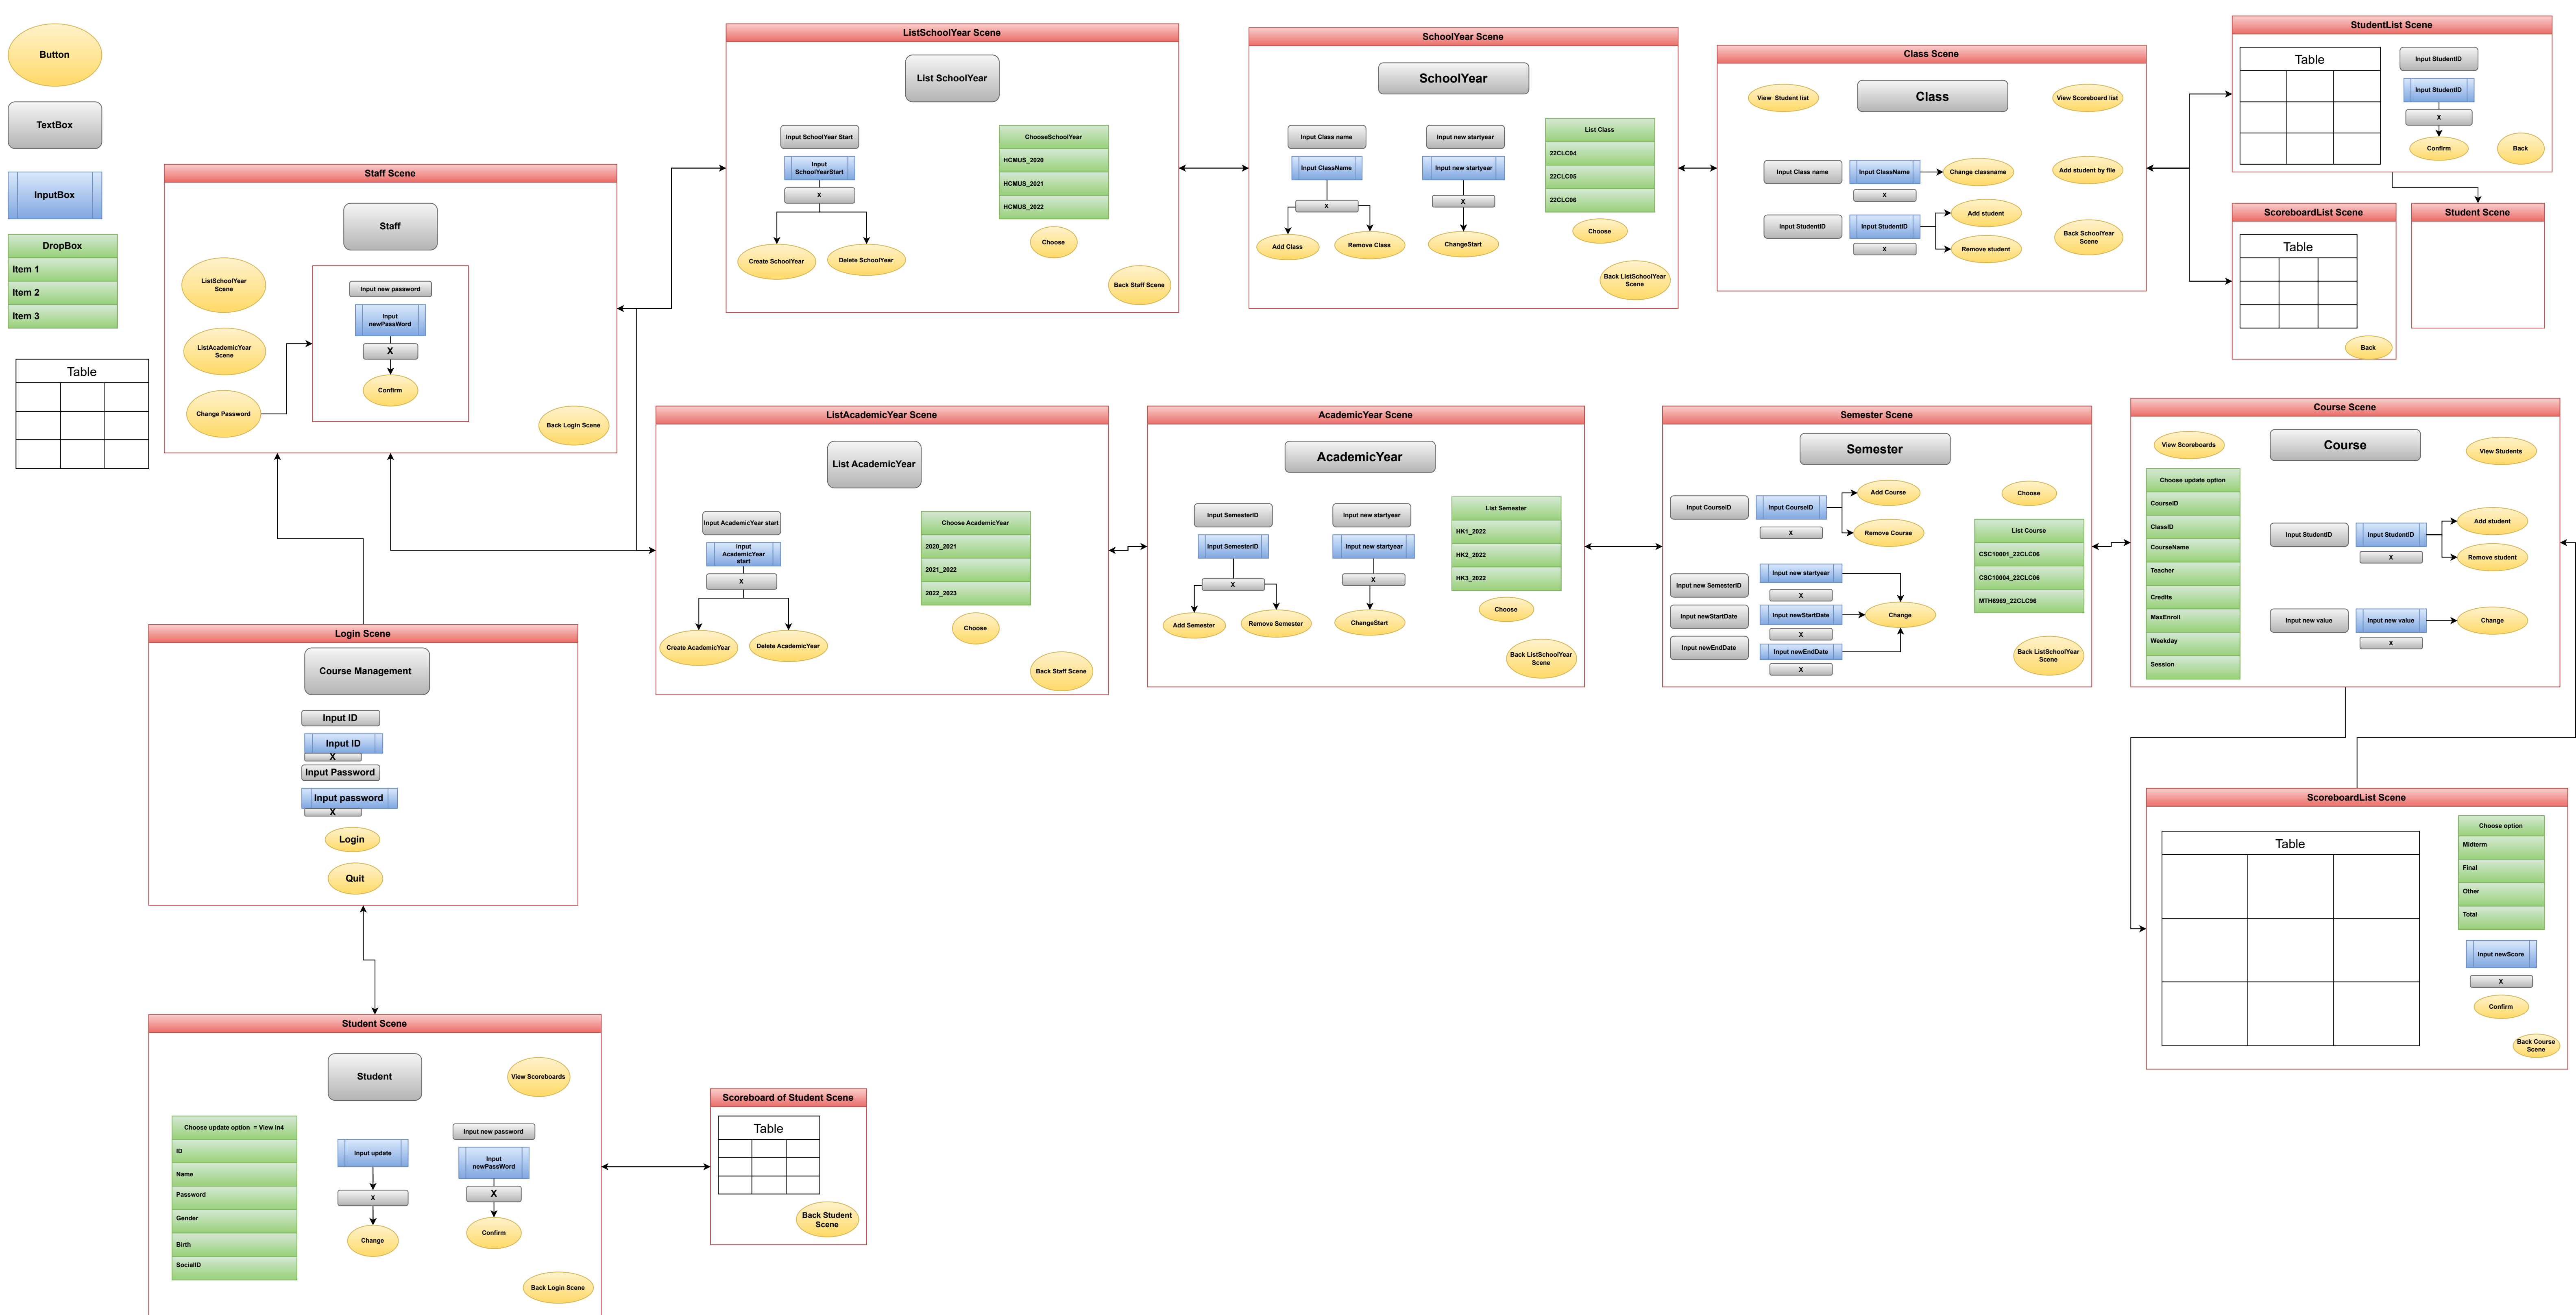 Button
TextBox
InputBox
DropBox
Item 1
Item 2
Item 3
Table
Staff Scene
Staff
ListSchoolYear
Scene
ListAcademicYear
Scene
Change Password
Input new password
Input
newPassWord
X
Confirm
Back Login Scene
ListSchoolYear Scene
List SchoolYear
Input SchoolYear Start
Input
SchoolYearStart
X
Create SchoolYear
Delete SchoolYear
ChooseSchoolYear
HCMUS_2020
HCMUS_2021
HCMUS_2022
Choose
Back Staff Scene
SchoolYear Scene
SchoolYear
Input Class name
Input ClassName
X
Add Class
Remove Class
Input new startyear
Input new startyear
X
ChangeStart
List Class
22CLC04
22CLC05
22CLC06
Choose
Back ListSchoolYear
Scene
Class Scene
View  Student list
Class
View Scoreboard list
Input Class name
Input ClassName
X
Change classname
Add student by file
Input StudentID
Input StudentID
X
Add student
Remove student
Back SchoolYear
Scene
StudentList Scene
Table
Input StudentID
Input StudentID
X
Confirm
Back
ScoreboardList Scene
Table
Back
Student Scene
ListAcademicYear Scene
List AcademicYear
Input AcademicYear start
Input
AcademicYear
start
X
Create AcademicYear
Delete AcademicYear
Choose AcademicYear
2020_2021
2021_2022
2022_2023
Choose
Back Staff Scene
AcademicYear Scene
AcademicYear
Input SemesterID
Input SemesterID
X
Add Semester
Remove Semester
Input new startyear
Input new startyear
X
ChangeStart
List Semester
HK1_2022
HK2_2022
HK3_2022
Choose
Back ListSchoolYear
Scene
Semester Scene
Semester
Input CourseID
Input CourseID
X
Add Course
Remove Course
Input new SemesterID
Input new startyear
X
Input newStartDate
Input newStartDate
X
Input newEndDate
Input newEndDate
X
Change
Choose
List Course
CSC10001_22CLC06
CSC10004_22CLC06
MTH6969_22CLC96
Back ListSchoolYear
Scene
Course Scene
View Scoreboards
Course
View Students
Choose update option
CourseID
ClassID
CourseName
Teacher
Credits
MaxEnroll
Weekday
Session
Input StudentID
Input StudentID
X
Add student
Remove student
Input new value
Input new value
X
Change
Login Scene
Course Management
Input ID
Input ID
X
Input Password
Input password
X
Login
Quit
ScoreboardList Scene
Table
Choose option
Midterm
Final
Other
Total
Input newScore
X
Confirm
Back Course
Scene
Student Scene
Student
View Scoreboards
Choose update option  = View in4
ID
Name
Password
Gender
Birth
SocialID
Input update
X
Change
Input new password
Input
newPassWord
X
Confirm
Back Login Scene
Scoreboard of Student Scene
Table
Back Student
Scene